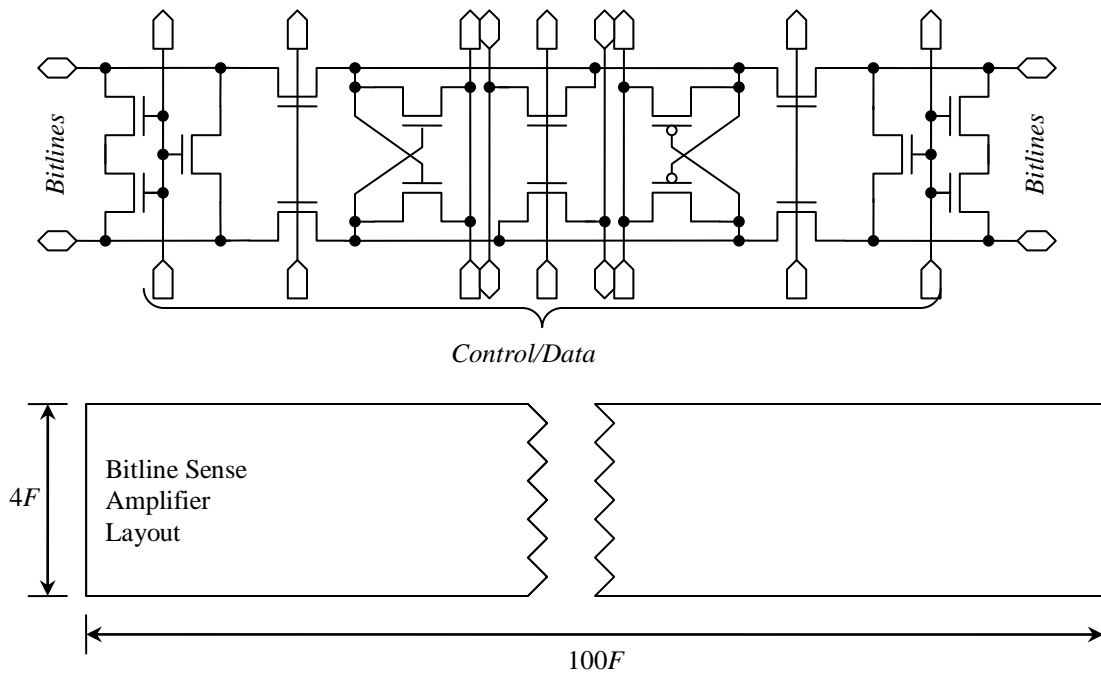 Bitlines
Bitlines
Control/Data
4F
Bitline Sense
Amplifier
Layout
100F